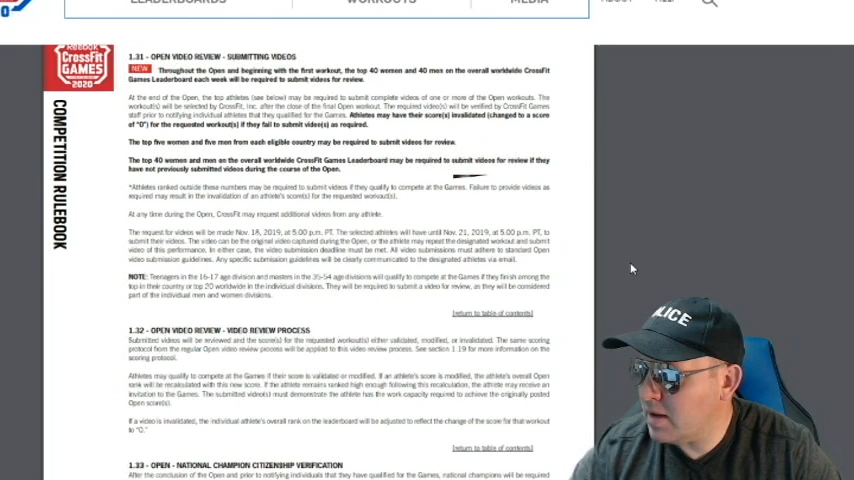 LEADERBOARDS WORKOUTS MEDIA
REEBOK
CrossFit
GAMES
2020
COMPETITION RULEBOOK
1.31 - OPEN VIDEO REVIEW - SUBMITTING VIDEOS
NEW Throughout the Open and beginning with the first workout, the top 40 women and 40 men on the overall worldwide CrossFit
Games Leaderboard each week will be required to submit videos for review.
At the end of the Open, the top athletes (see below) may be required to submit complete videos of one or more of the Open workouts. The
workout(s) will be selected by CrossFit, Inc. after the close of the final Open workout. The required video(s) will be verified by CrossFit Games
staff prior to notifying individual athletes that they qualified for the Games. Athletes may have their score(s) invalidated (changed to a score
of "0") for the requested workout(s) if they fail to submit video(s) as required.
The top five women and five men from each eligible country may be required to submit videos for review.
The top 40 women and men on the overall worldwide CrossFit Games Leaderboard may be required to submit videos for review if they
have not previously submitted videos during the course of the Open.
*Athletes ranked outside these numbers may be required to submit videos if they qualify to compete at the Games. Failure to provide videos as
required may result in the invalidation of an athlete's score(s) for the requested workout(s).
At any time during the Open, CrossFit may request additional videos from any athlete.
The request for videos will be made Nov. 18, 2019, at 5:00 p.m. PT. The selected athletes will have until Nov. 21, 2019, at 5:00 p.m. PT, to
submit their videos. The video can be the original video captured during the Open, or the athlete may repeat the designated workout and submit
video of this performance. In either case, the video submission deadline must be met. All video submissions must adhere to standard Open
video submission guidelines. Any specific submission guidelines will be clearly communicated to the designated athletes via email.
NOTE: Teenagers in the 16-17 age division and masters in the 35-54 age divisions will qualify to compete at the Games if they finish among the
top in their country or top 20 worldwide in the individual divisions. They will be required to submit a video for review, as they will be considered
part of the individual men and women divisions.
[return to table of contents]
1.32 - OPEN VIDEO REVIEW - VIDEO REVIEW PROCESS
Submitted videos will be reviewed and the score(s) for the requested workout(s) either validated, modified, or invalidated. The same scoring
protocol from the regular Open video review process will be applied to this video review process. See section 1.19 for more information on the
scoring protocol.
Athletes may qualify to compete at the Games if their score is validated or modified. If an athlete's score is modified, the athlete's overall Open
rank will be recalculated with this new score. If the athlete remains ranked high enough following this recalculation, the athlete may receive an
invitation to the Games. The submitted video(s) must demonstrate the athlete has the work capacity required to achieve the originally posted
Open score(s).
If a video is invalidated, the individual athlete's overall rank on the leaderboard will be adjusted to reflect the change of the score for that workout
to "0."
[return to table of contents]
1.33 - OPEN - NATIONAL CHAMPION CITIZENSHIP VERIFICATION
After the conclusion of the Open and prior to notifying individuals that they have qualified for the Games, national champions will be required